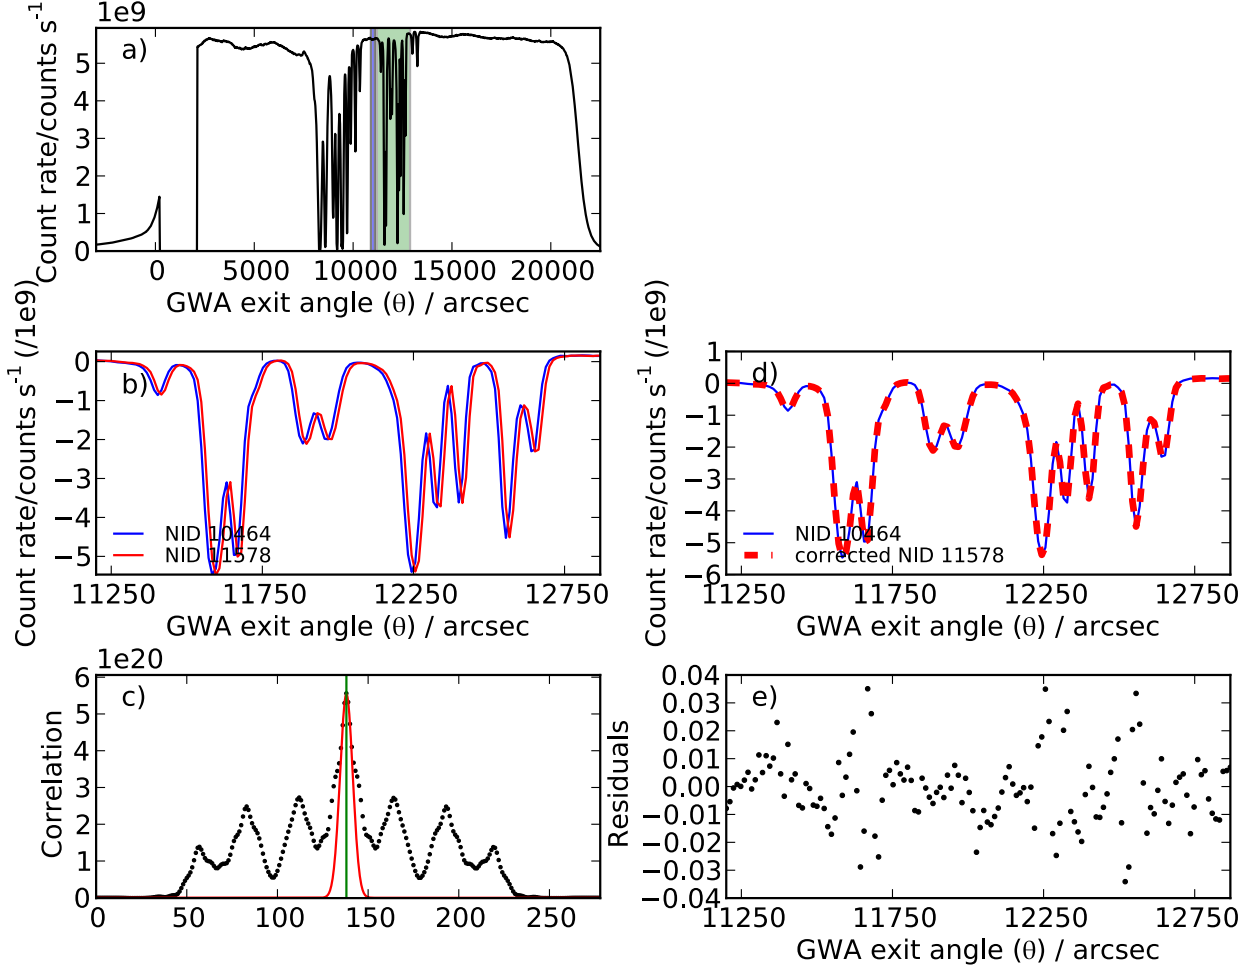 1e9
a)
Count rate/counts s⁻¹
5
4
3
2
1
0
0 5000 10000 15000 20000
GWA exit angle (θ) / arcsec
Count rate/counts s⁻¹ (/1e9)
b)
0
−1
−2
−3
−4
−5
NID 10464
NID 11578
11250 11750 12250 12750
GWA exit angle (θ) / arcsec
Count rate/counts s⁻¹ (/1e9)
d)
1
0
−1
−2
−3
−4
−5
−6
NID 10464
corrected NID 11578
11250 11750 12250 12750
GWA exit angle (θ) / arcsec
1e20
c)
Correlation
6
5
4
3
2
1
0
0 50 100 150 200 250
e)
Residuals
0.04
0.03
0.02
0.01
0.00
−0.01
−0.02
−0.03
−0.04
11250 11750 12250 12750
GWA exit angle (θ) / arcsec